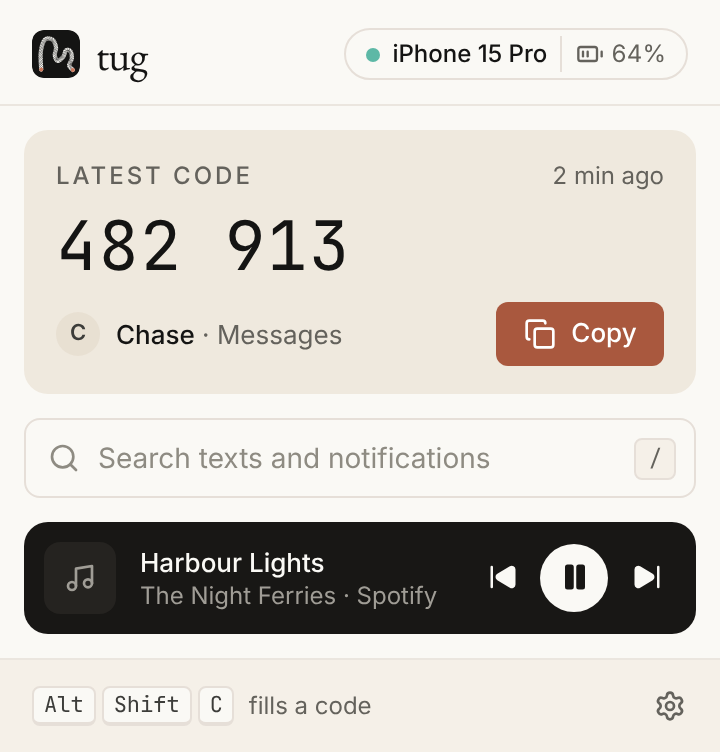 tug
iPhone 15 Pro 64%
LATEST CODE 2 min ago
482 913
C Chase · Messages Copy
Search texts and notifications /
Harbour Lights
The Night Ferries · Spotify
Alt Shift C fills a code